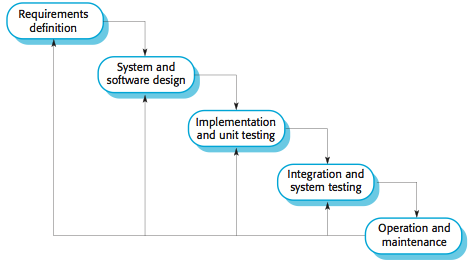 Requirements
definition
System and
software design
Implementation
and unit testing
Integration and
system testing
Operation and
maintenance